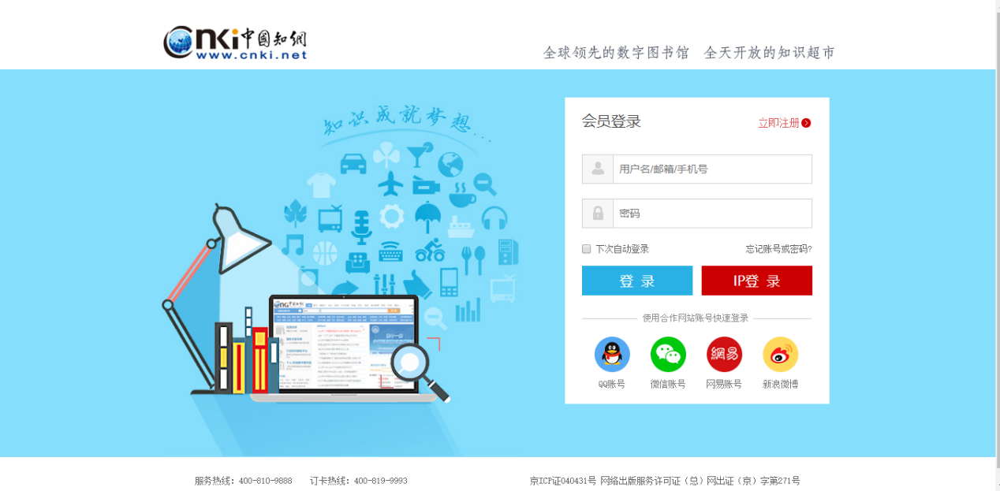 cnki中國知網
www.cnki.net
全球领先的数字图书馆 全天开放的知识超市
知识成就梦想...
会员登录
立即注册
用户名/邮箱/手机号
密码
下次自动登录
忘记账号或密码?
登 录
IP登 录
使用合作网站账号快速登录
網易
QQ账号
微信账号
网易账号
新浪微博
服务热线：400-810-9888 订卡热线：400-819-9993
京ICP证040431号 网络出版服务许可证（总）网出证（京）字第271号